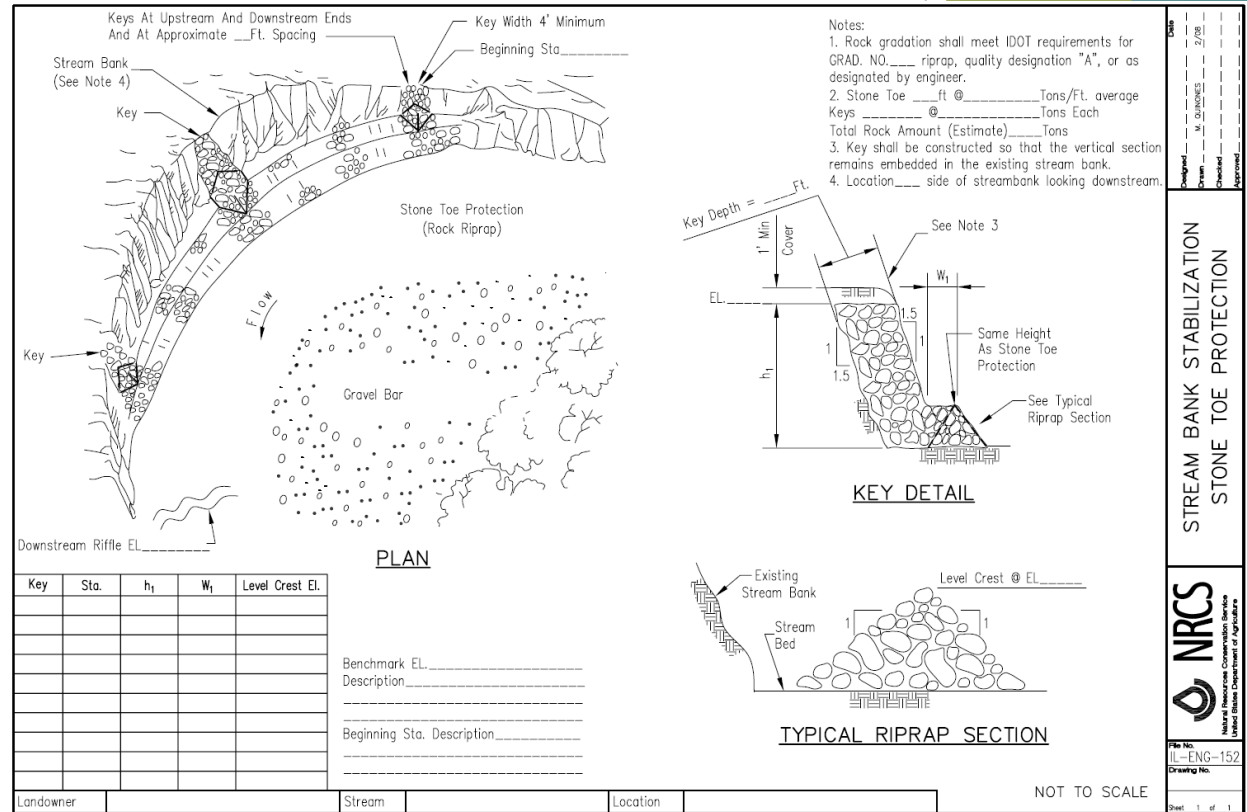 Keys At Upstream And Downstream Ends
And At Approximate __Ft. Spacing
Key Width 4' Minimum
Beginning Sta________
Stream Bank
(See Note 4)
Key
Key
Stone Toe Protection
(Rock Riprap)
Flow
Gravel Bar
Downstream Riffle EL________
PLAN
Notes:
1. Rock gradation shall meet IDOT requirements for
GRAD. NO.___ riprap, quality designation "A", or as
designated by engineer.
2. Stone Toe ___ft @_________Tons/Ft. average
Keys _______ @____________Tons Each
Total Rock Amount (Estimate)____Tons
3. Key shall be constructed so that the vertical section
remains embedded in the existing stream bank.
4. Location___ side of streambank looking downstream.
Key Depth = ____Ft.
1' Min
Cover
See Note 3
W1
EL._____
1.5
1
1
1.5
h1
Same Height
As Stone Toe
Protection
See Typical
Riprap Section
KEY DETAIL
Existing
Stream Bank
Stream
Bed
Level Crest @ EL_____
1
1
TYPICAL RIPRAP SECTION
Key Sta. h1 W1 Level Crest El.
Benchmark EL.__________________
Description_____________________
Beginning Sta. Description__________
NOT TO SCALE
Landowner
Stream
Location
Date
Designed
Drawn M. QUINONES 2/08
Checked
Approved
STREAM BANK STABILIZATION
STONE TOE PROTECTION
NRCS
Natural Resources Conservation Service
United States Department of Agriculture
File No.
IL-ENG-152
Drawing No.
Sheet 1 of 1